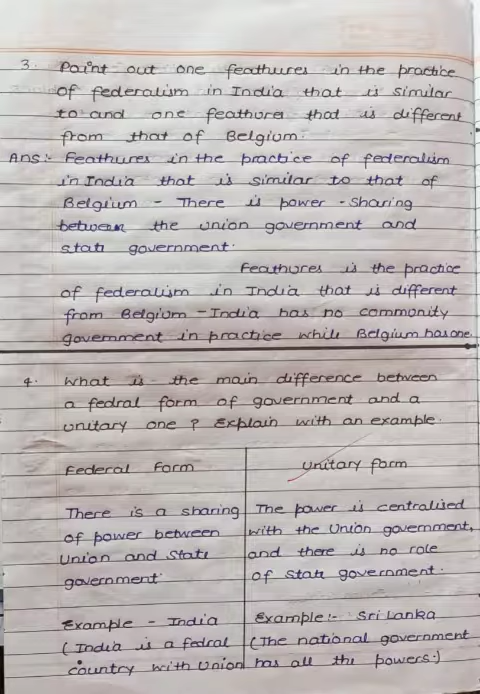 3. Point out one feathures in the practice
of federalism in India that is similar
to and one feathure that is different
from that of Belgium.
Ans:- Feathures in the practice of federalism
in India that is similar to that of
Belgium - There is power - Sharing
between the union government and
state government.
Feathures is the practice
of federalism in India that is different
from Belgium - India has no community
government in practice while Belgium has one.
4. What is the main difference between
a fedral form of government and a
unitary one ? Explain with an example.
Federal Form
There is a sharing
of power between
Union and State
government.
Example - India
( India is a fedral
country with Union
Unitary form
The power is centralised
with the Union government,
and there is no role
of state government.
Example:- Sri Lanka
(The national government
has all the powers.)